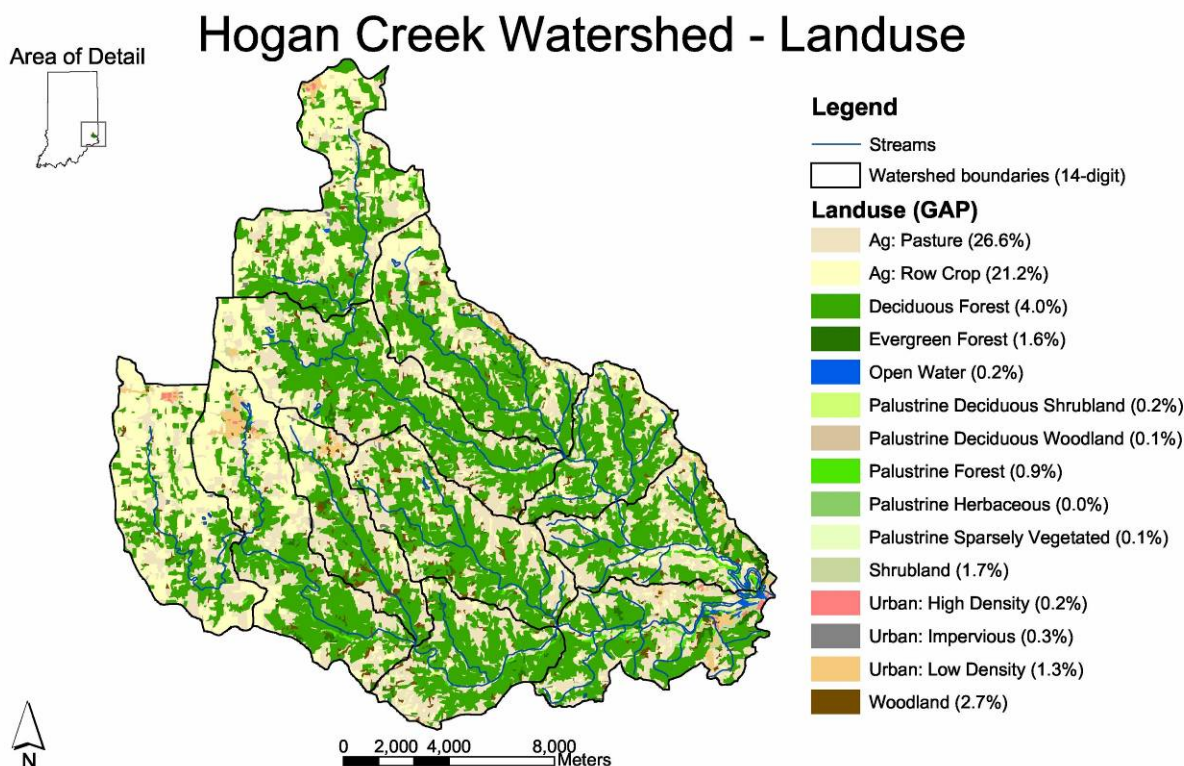 Hogan Creek Watershed - Landuse
Area of Detail
Legend
Streams
Watershed boundaries (14-digit)
Landuse (GAP)
Ag: Pasture (26.6%)
Ag: Row Crop (21.2%)
Deciduous Forest (4.0%)
Evergreen Forest (1.6%)
Open Water (0.2%)
Palustrine Deciduous Shrubland (0.2%)
Palustrine Deciduous Woodland (0.1%)
Palustrine Forest (0.9%)
Palustrine Herbaceous (0.0%)
Palustrine Sparsely Vegetated (0.1%)
Shrubland (1.7%)
Urban: High Density (0.2%)
Urban: Impervious (0.3%)
Urban: Low Density (1.3%)
Woodland (2.7%)
N
0 2,000 4,000 8,000
Meters